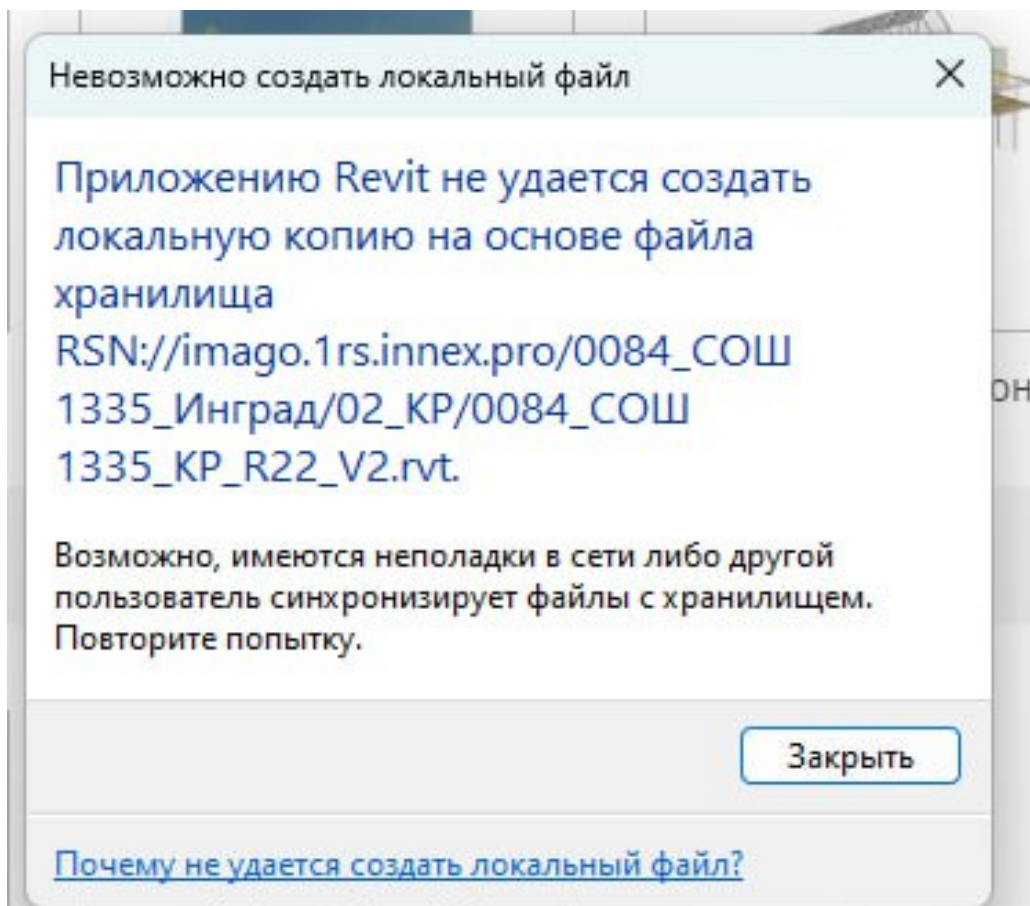 Невозможно создать локальный файл
Приложению Revit не удается создать
локальную копию на основе файла
хранилища
RSN://imago.1rs.innex.pro/0084_СОШ
1335_Инград/02_КР/0084_СОШ
1335_КР_R22_V2.rvt.
он
Возможно, имеются неполадки в сети либо другой
пользователь синхронизирует файлы с хранилищем.
Повторите попытку.
Закрыть
Почему не удается создать локальный файл?